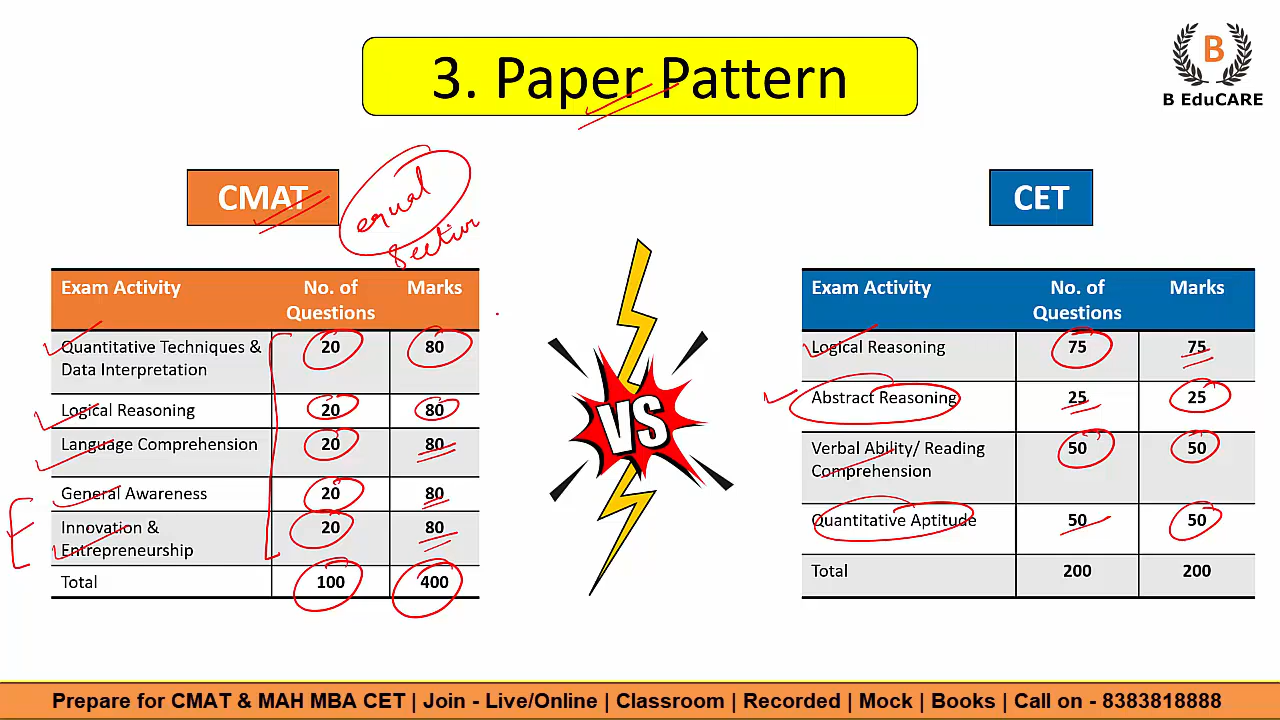 3. Paper Pattern
B
B EduCARE
CMAT
equal
Section
CET
Exam Activity No. of Questions Marks
Quantitative Techniques & Data Interpretation 20 80
Logical Reasoning 20 80
Language Comprehension 20 80
General Awareness 20 80
Innovation & Entrepreneurship 20 80
Total 100 400
VS
Exam Activity No. of Questions Marks
Logical Reasoning 75 75
Abstract Reasoning 25 25
Verbal Ability/ Reading Comprehension 50 50
Quantitative Aptitude 50 50
Total 200 200
Prepare for CMAT & MAH MBA CET | Join - Live/Online | Classroom | Recorded | Mock | Books | Call on - 8383818888